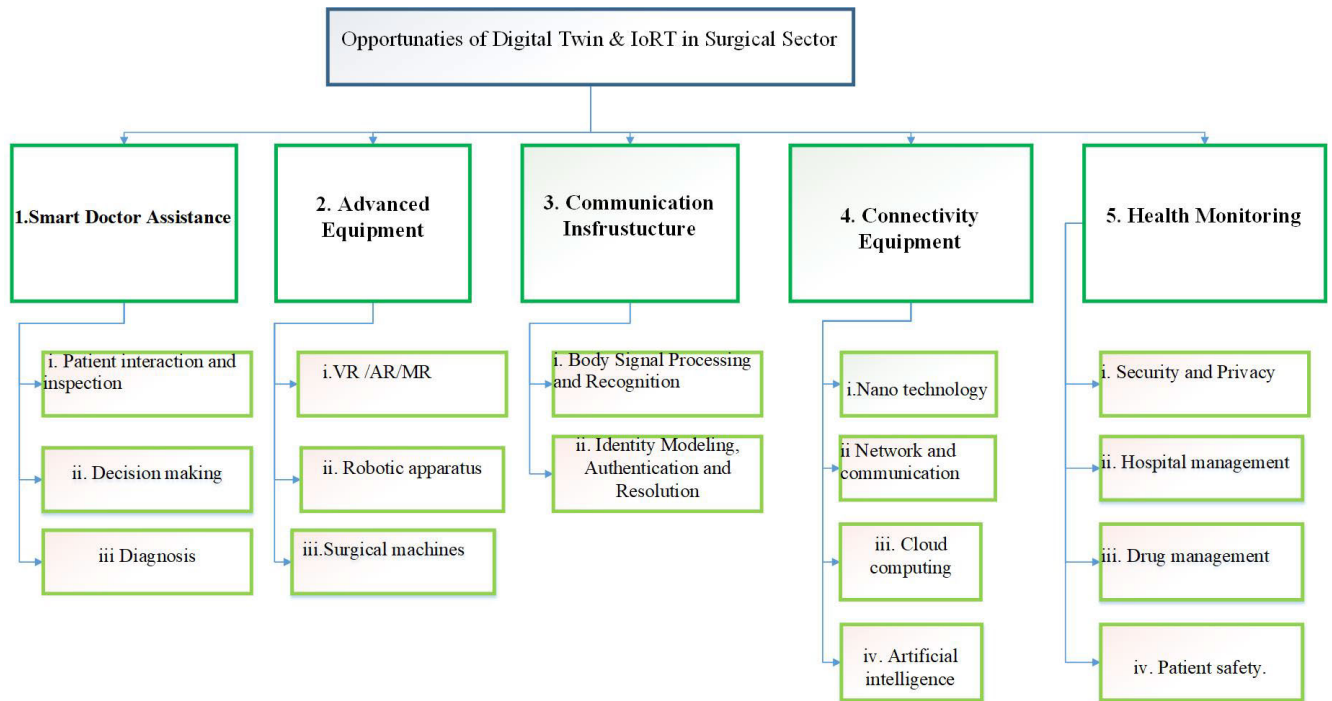 Opportunaties of Digital Twin & IoRT in Surgical Sector
1.Smart Doctor Assistance
i. Patient interaction and
inspection
ii. Decision making
iii Diagnosis
2. Advanced
Equipment
i.VR /AR/MR
ii. Robotic apparatus
iii.Surgical machines
3. Communication
Insfrustucture
i. Body Signal Processing
and Recognition
ii. Identity Modeling,
Authentication and
Resolution
4. Connectivity
Equipment
i.Nano technology
ii Network and
communication
iii. Cloud
computing
iv. Artificial
intelligence
5. Health Monitoring
i. Security and Privacy
ii. Hospital management
iii. Drug management
iv. Patient safety.